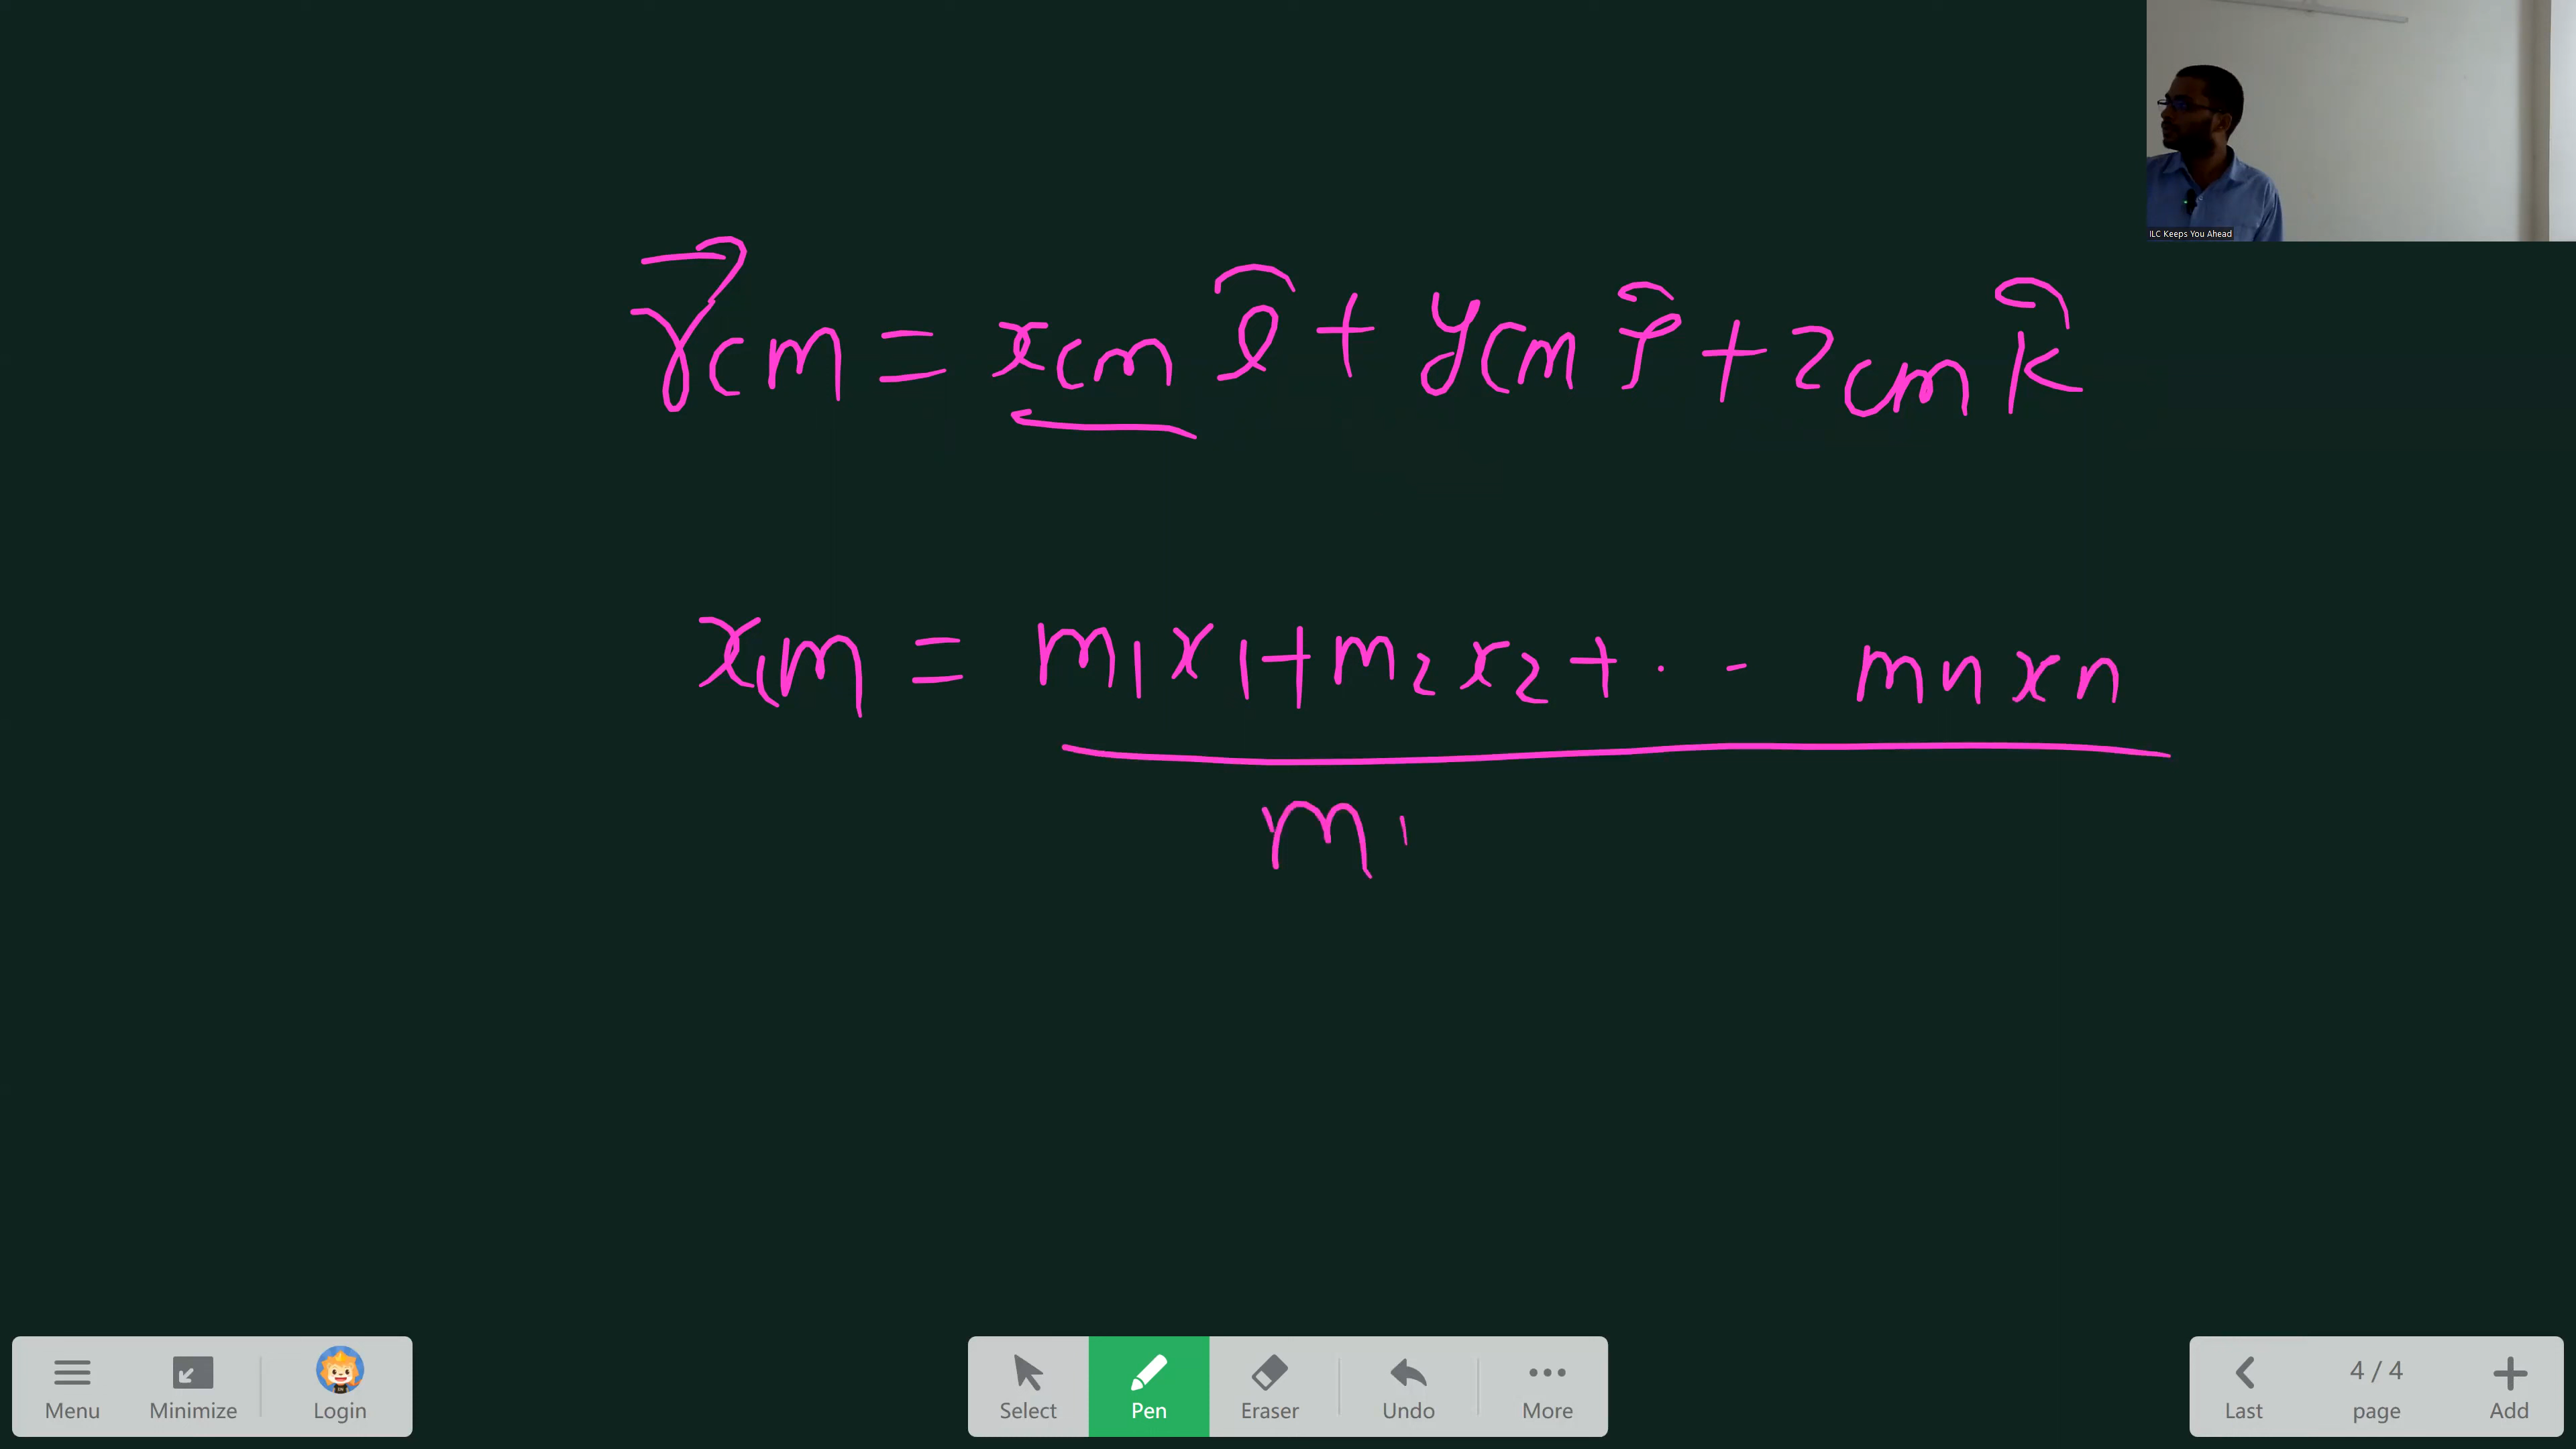 ILC Keeps You Ahead
r⃗cm = xcm î + ycm ĵ + zcm k̂
xcm = m1x1+m2x2+ . - mnxn
m1
Menu
Minimize
Login
Select
Pen
Eraser
Undo
More
Last
4 / 4
page
Add